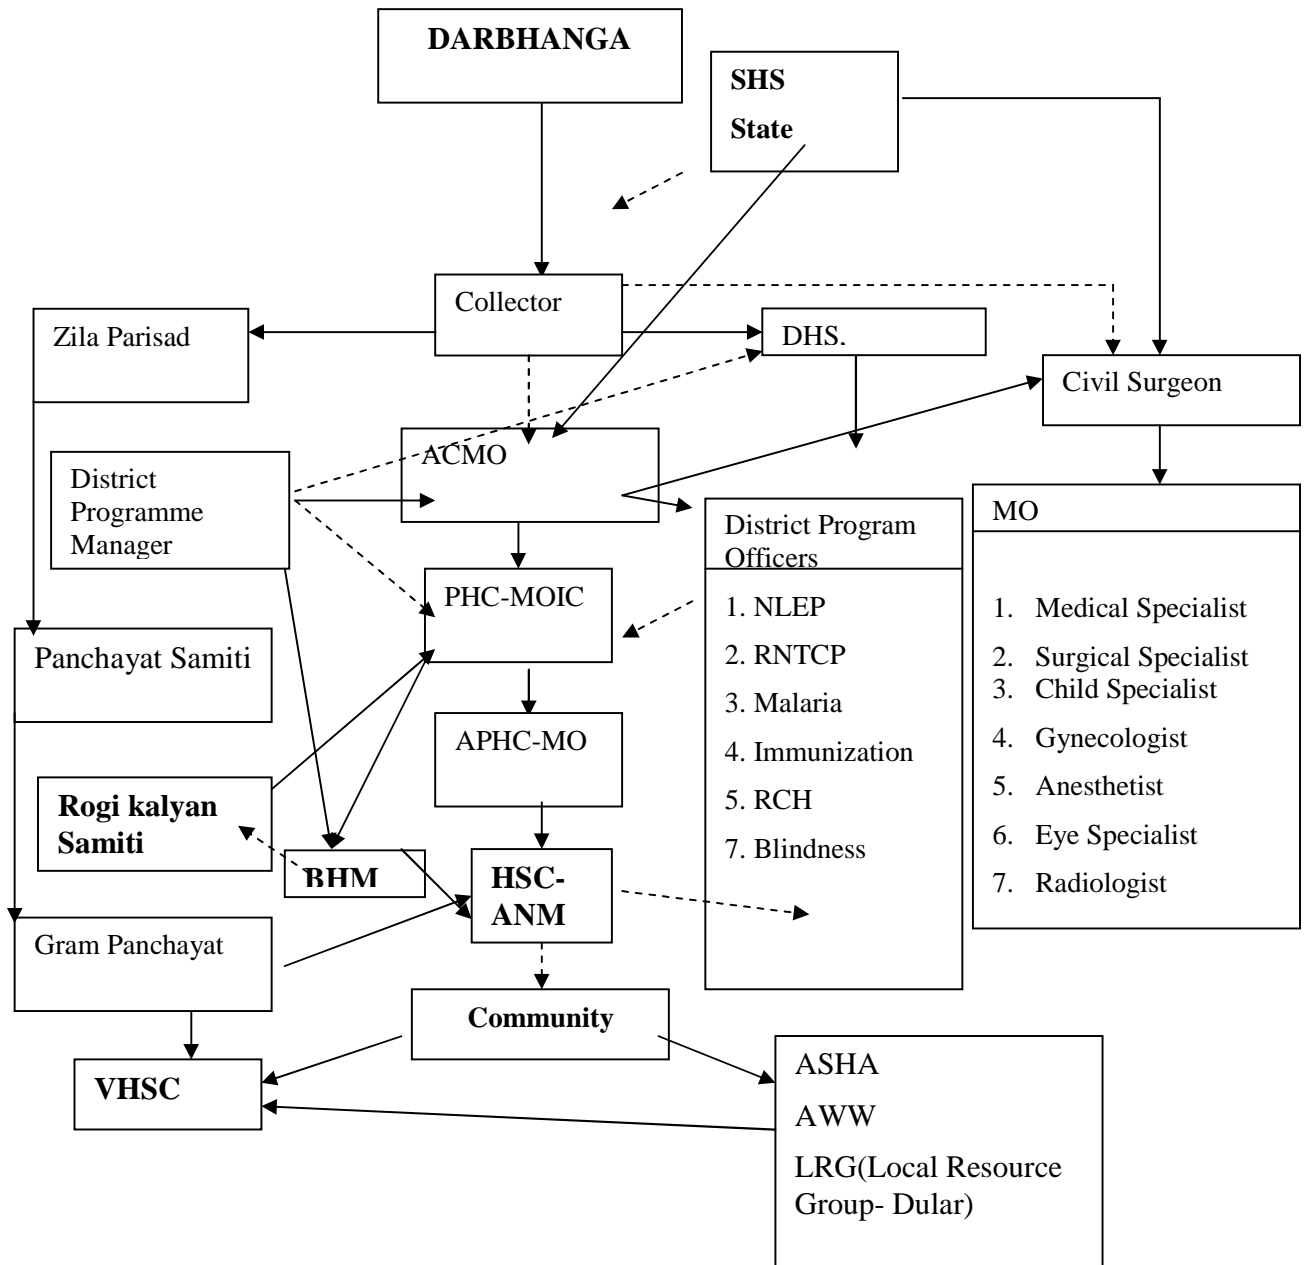 DARBHANGA
SHS
State
Collector
Zila Parisad
DHS.
Civil Surgeon
ACMO
District
Programme
Manager
MO
District Program
Officers
PHC-MOIC
1. NLEP
2. RNTCP
3. Malaria
4. Immunization
5. RCH
7. Blindness
1. Medical Specialist
2. Surgical Specialist
3. Child Specialist
4. Gynecologist
5. Anesthetist
6. Eye Specialist
7. Radiologist
Panchayat Samiti
APHC-MO
Rogi kalyan
Samiti
BHM
HSC-
ANM
Gram Panchayat
Community
VHSC
ASHA
AWW
LRG(Local Resource
Group- Dular)